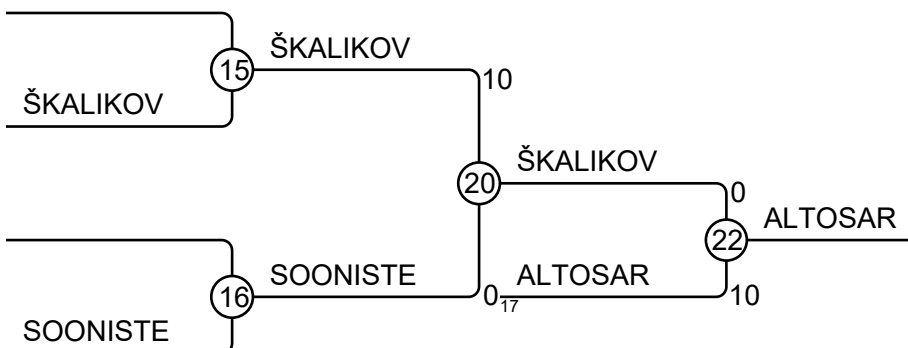 ŠKALIKOV
15
ŠKALIKOV
10
20
ŠKALIKOV
0
22
ALTOSAR
16
SOONISTE
0
17
ALTOSAR
10
SOONISTE